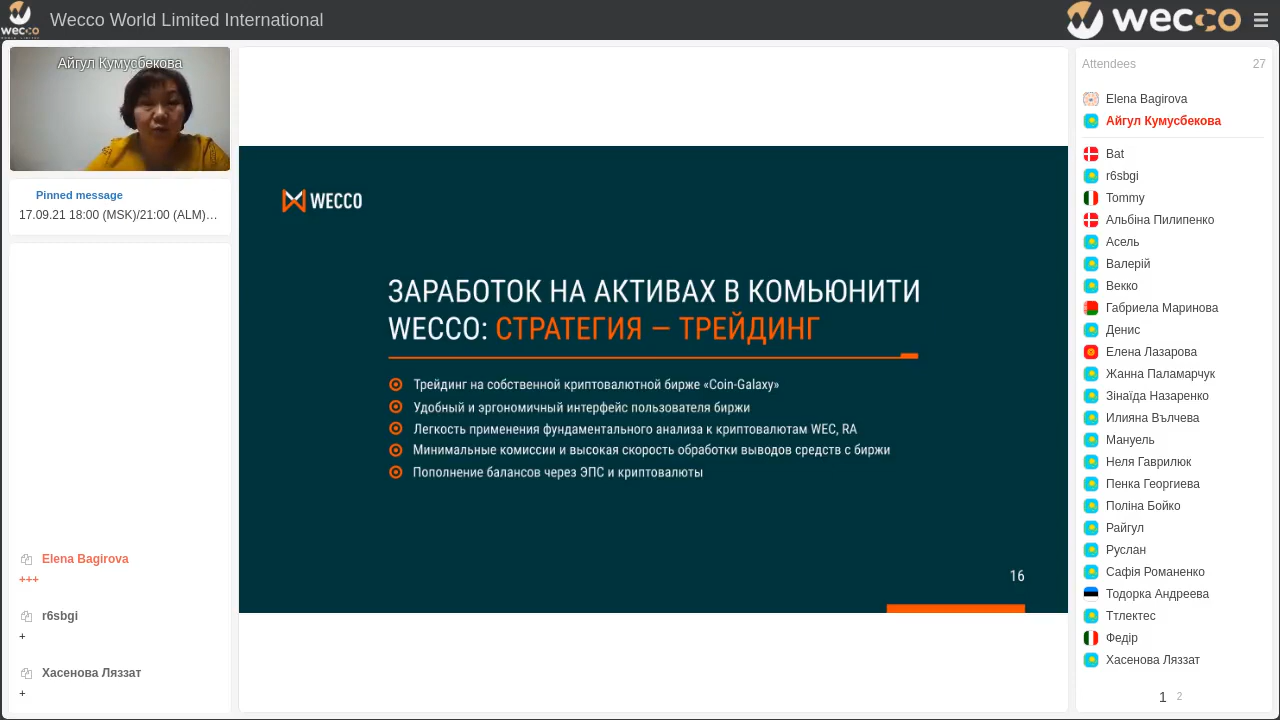 Wecco World Limited International
wecco
wecco
Айгул Кумусбекова
Pinned message
17.09.21 18:00 (MSK)/21:00 (ALM)…
Elena Bagirova
+++
r6sbgi
+
Хасенова Ляззат
+
WECCO
ЗАРАБОТОК НА АКТИВАХ В КОМЬЮНИТИ
WECCO: СТРАТЕГИЯ — ТРЕЙДИНГ
Трейдинг на собственной криптовалютной бирже «Coin-Galaxy»
Удобный и эргономичный интерфейс пользователя биржи
Легкость применения фундаментального анализа к криптовалютам WEC, RA
Минимальные комиссии и высокая скорость обработки выводов средств с биржи
Пополнение балансов через ЭПС и криптовалюты
16
Attendees 27
Elena Bagirova
Айгул Кумусбекова
Bat
r6sbgi
Tommy
Альбіна Пилипенко
Асель
Валерій
Векко
Габриела Маринова
Денис
Елена Лазарова
Жанна Паламарчук
Зінаїда Назаренко
Илияна Вълчева
Мануель
Неля Гаврилюк
Пенка Георгиева
Поліна Бойко
Райгул
Руслан
Сафія Романенко
Тодорка Андреева
Ттлектес
Федір
Хасенова Ляззат
1 2